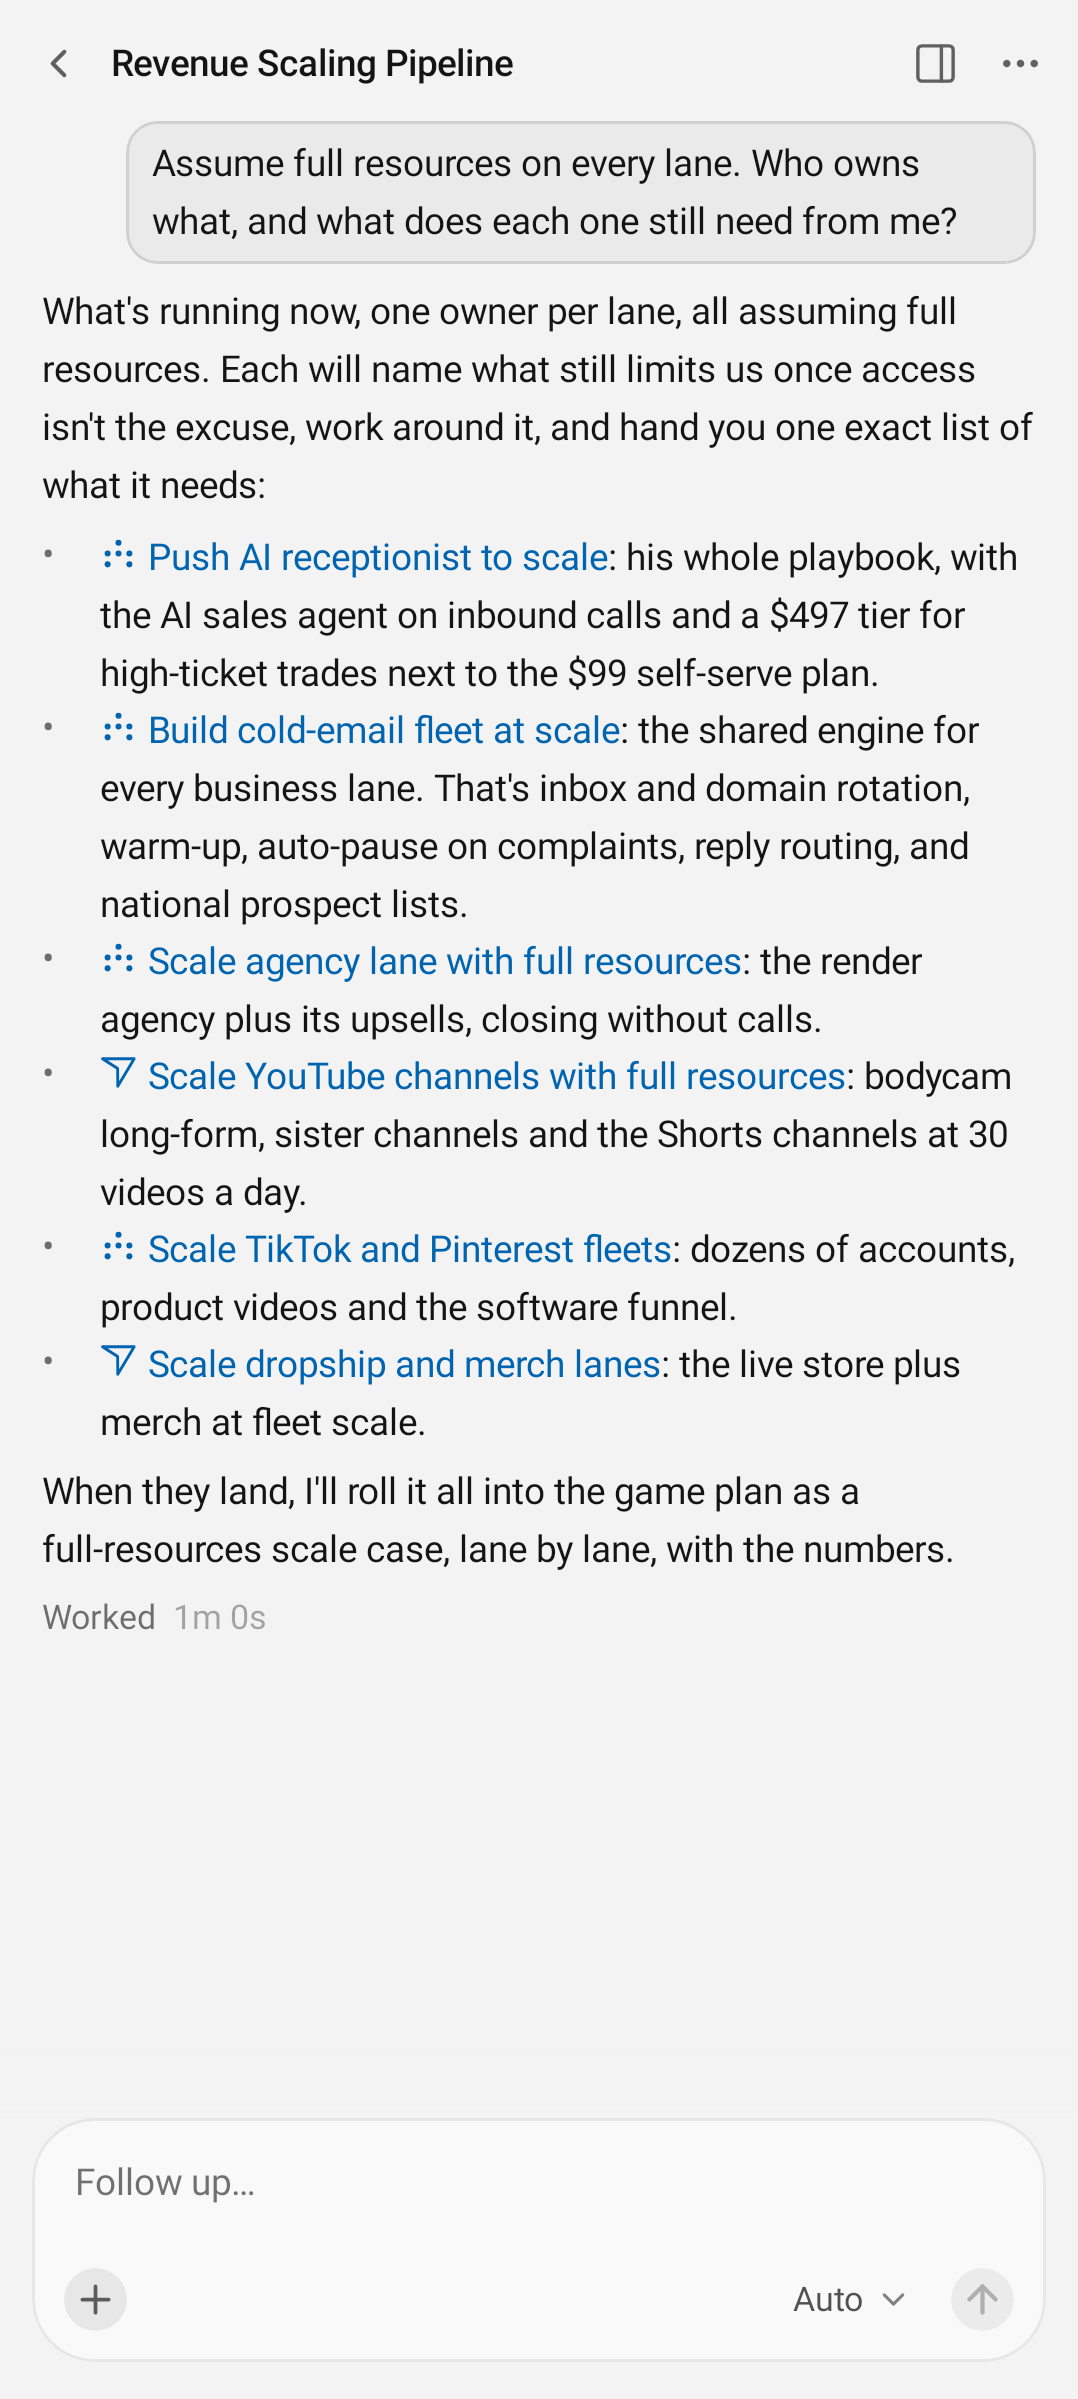 Revenue Scaling Pipeline
Assume full resources on every lane. Who owns
what, and what does each one still need from me?
What's running now, one owner per lane, all assuming full
resources. Each will name what still limits us once access
isn't the excuse, work around it, and hand you one exact list of
what it needs:
• Push AI receptionist to scale: his whole playbook, with
the AI sales agent on inbound calls and a $497 tier for
high-ticket trades next to the $99 self-serve plan.
• Build cold-email fleet at scale: the shared engine for
every business lane. That's inbox and domain rotation,
warm-up, auto-pause on complaints, reply routing, and
national prospect lists.
• Scale agency lane with full resources: the render
agency plus its upsells, closing without calls.
• Scale YouTube channels with full resources: bodycam
long-form, sister channels and the Shorts channels at 30
videos a day.
• Scale TikTok and Pinterest fleets: dozens of accounts,
product videos and the software funnel.
• Scale dropship and merch lanes: the live store plus
merch at fleet scale.
When they land, I'll roll it all into the game plan as a
full-resources scale case, lane by lane, with the numbers.
Worked 1m 0s
Follow up...
Auto